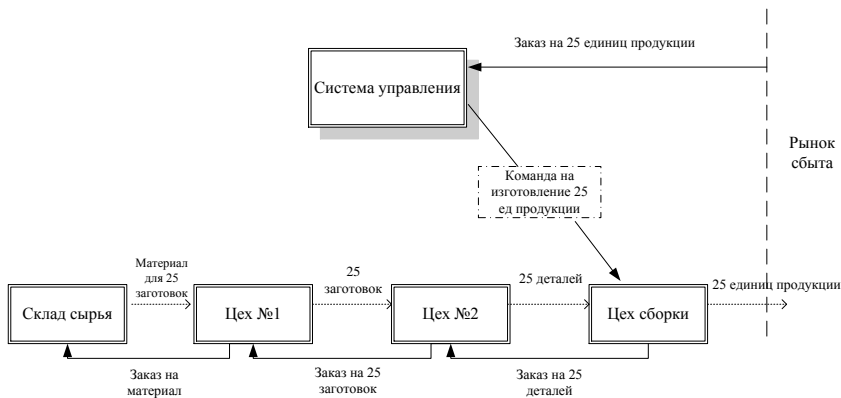 Заказ на 25 единиц продукции
Система управления
Рынок
сбыта
Команда на
изготовление 25
ед продукции
Материал
для 25
заготовок
25
заготовок
25 деталей
25 единиц продукции
Склад сырья
Цех №1
Цех №2
Цех сборки
Заказ на
материал
Заказ на 25
заготовок
Заказ на 25
деталей